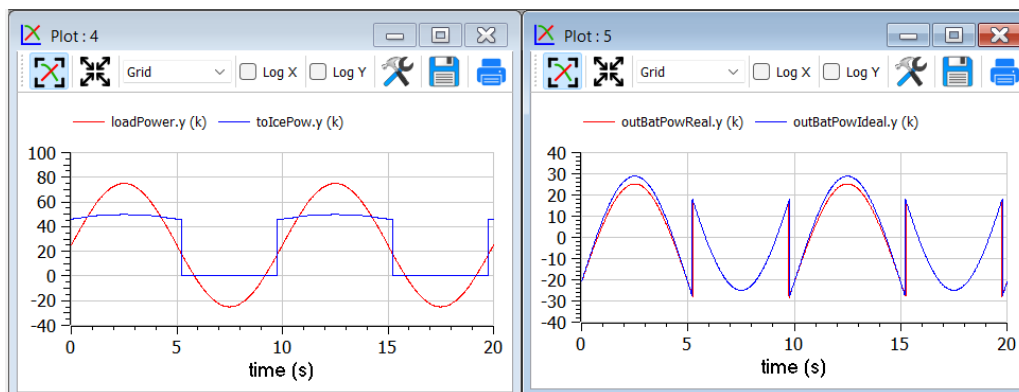 Plot : 4
Grid
Log X
Log Y
loadPower.y (k)
toIcePow.y (k)
100
80
60
40
20
0
-20
-40
0
5
10
15
20
time (s)
Plot : 5
Grid
Log X
Log Y
outBatPowReal.y (k)
outBatPowIdeal.y (k)
40
30
20
10
0
-10
-20
-30
-40
0
5
10
15
20
time (s)